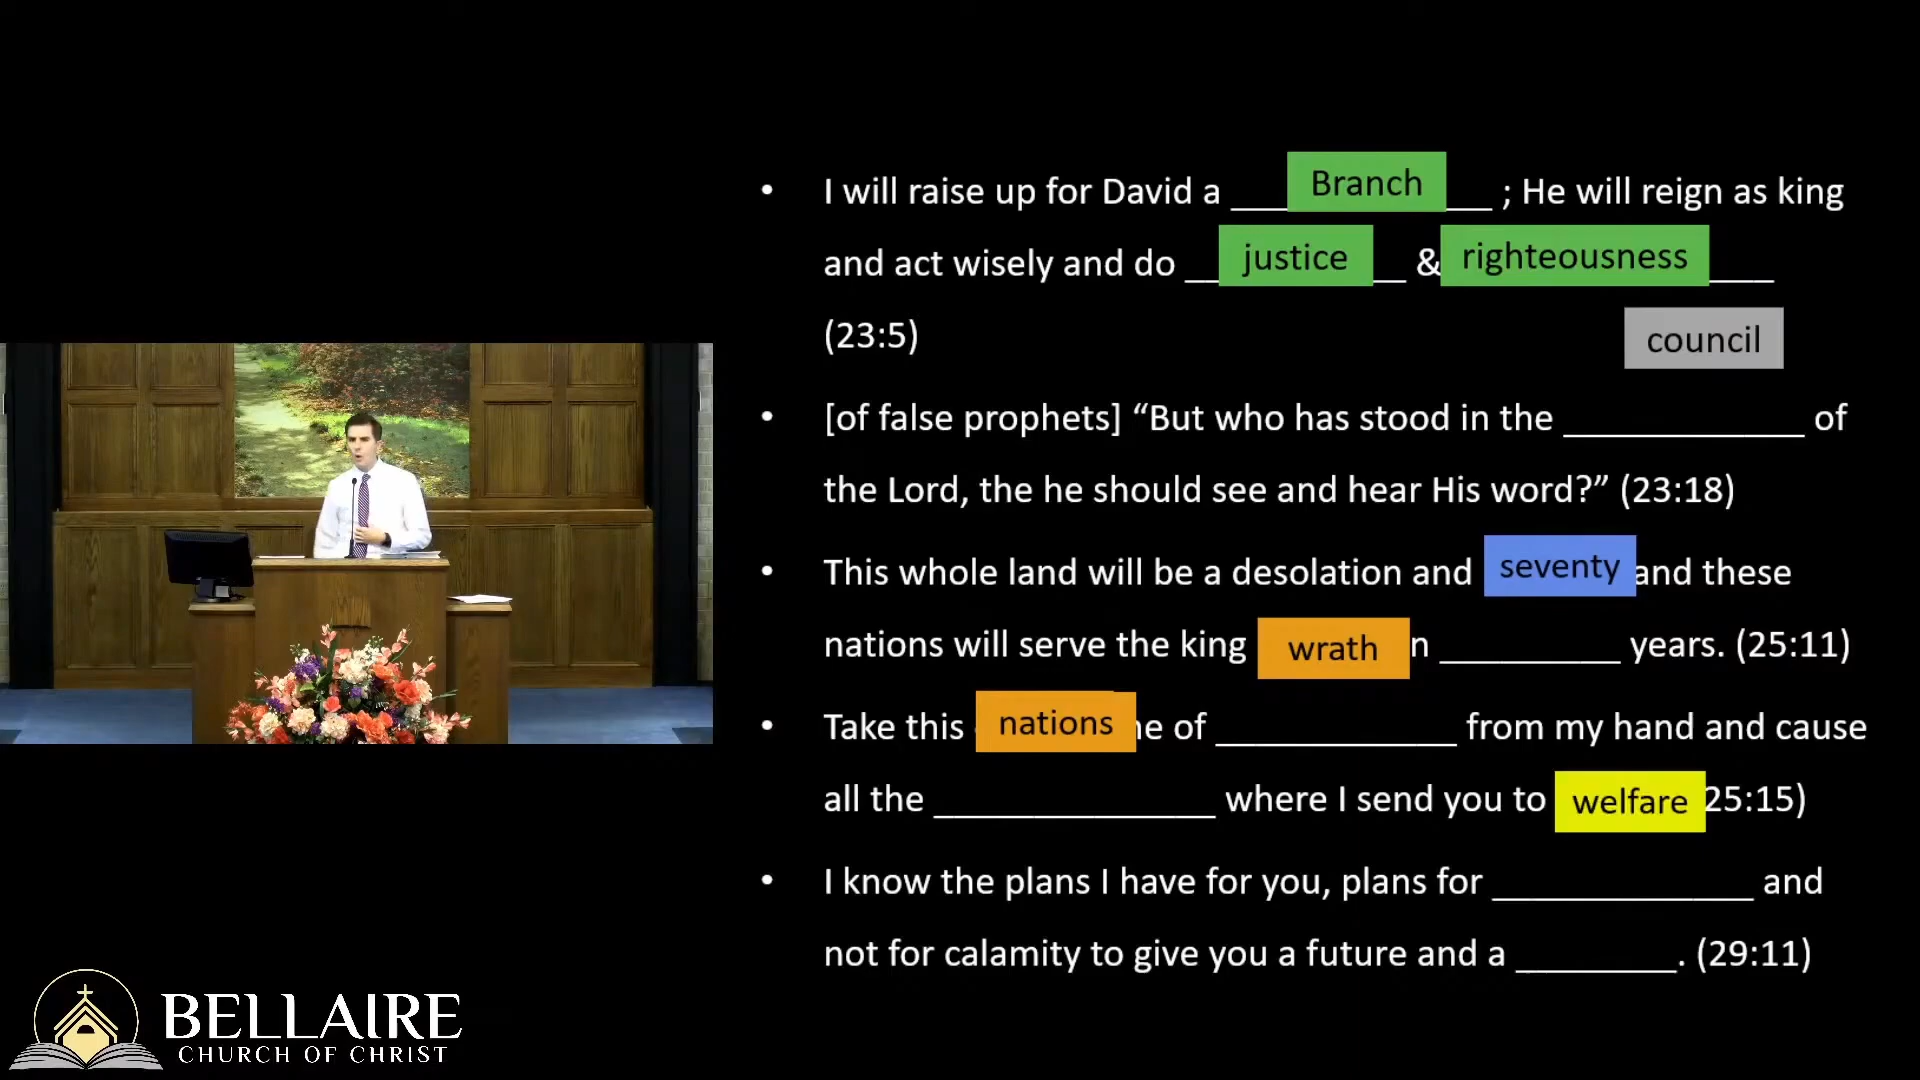 • I will raise up for David a ____ Branch ___ ; He will reign as king
and act wisely and do __ justice __ & righteousness ____
(23:5)
council
• [of false prophets] “But who has stood in the ____________ of
the Lord, the he should see and hear His word?” (23:18)
• This whole land will be a desolation and seventy and these
nations will serve the king wrath n _________ years. (25:11)
• Take this nations ne of ____________ from my hand and cause
all the ______________ where I send you to welfare 25:15)
• I know the plans I have for you, plans for _____________ and
not for calamity to give you a future and a ________. (29:11)
BELLAIRE
CHURCH OF CHRIST